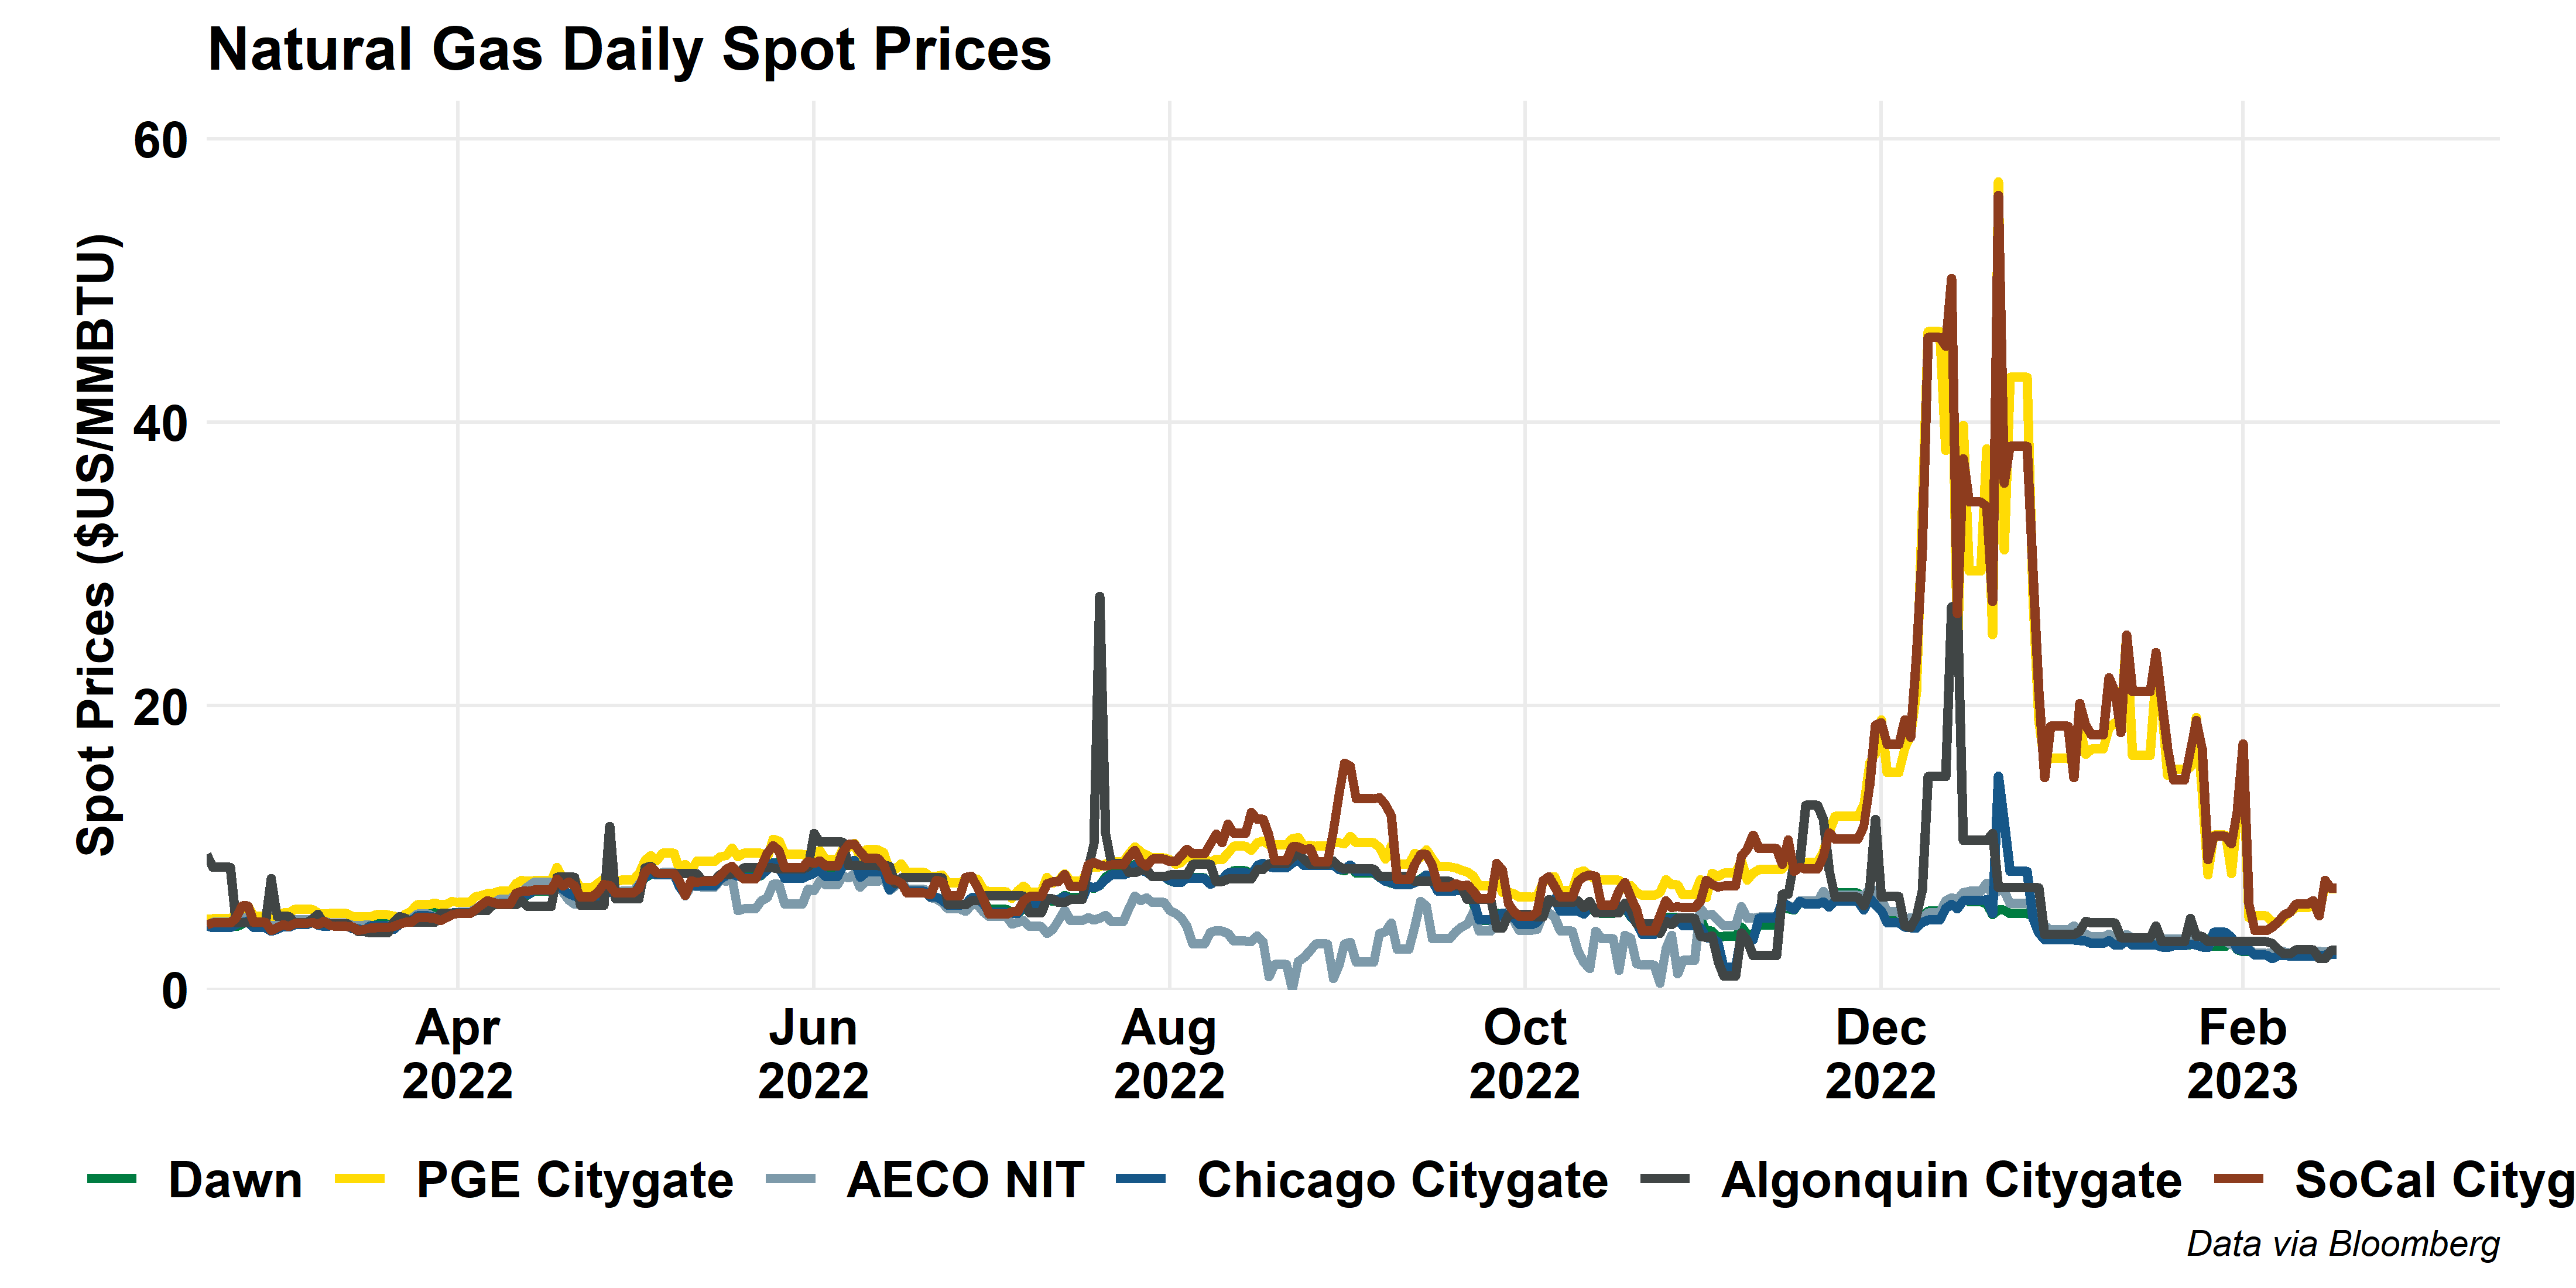 Natural Gas Daily Spot Prices
Spot Prices ($US/MMBTU)
60
40
20
0
Apr 2022
Jun 2022
Aug 2022
Oct 2022
Dec 2022
Feb 2023
Dawn PGE Citygate AECO NIT Chicago Citygate Algonquin Citygate SoCal Cityg
Data via Bloomberg